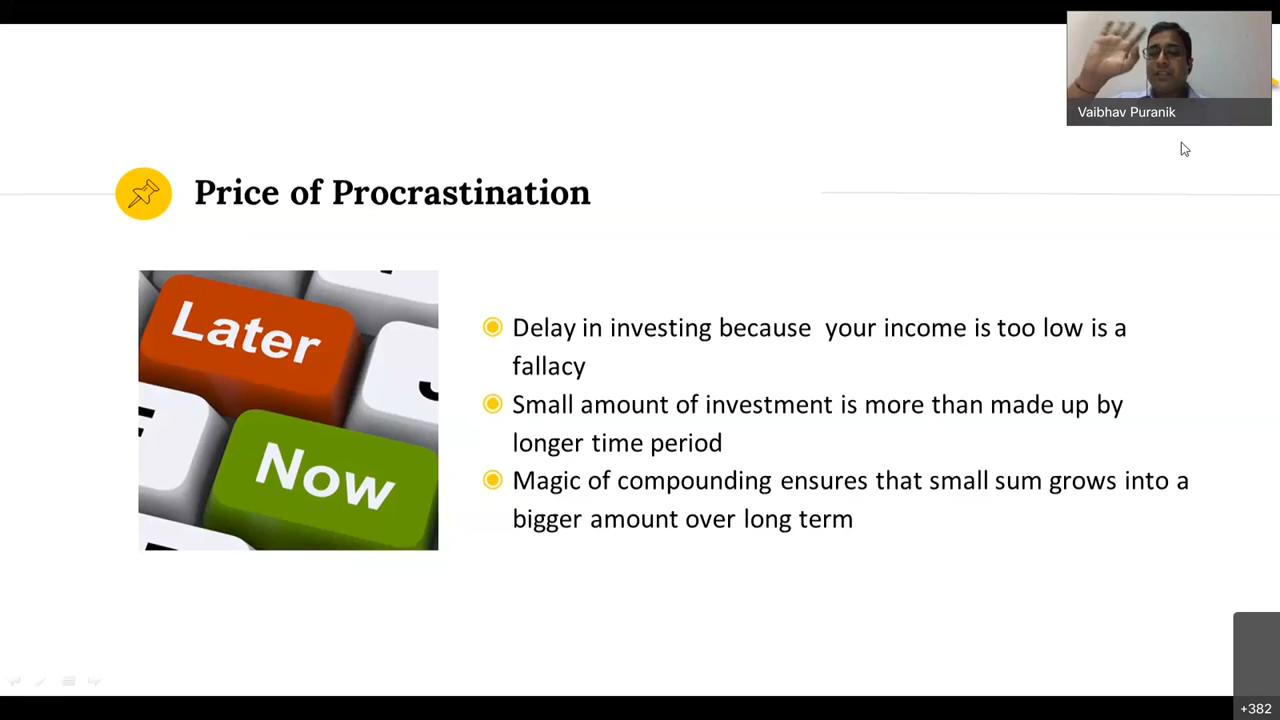 Vaibhav Puranik
Price of Procrastination
Later
Now
Delay in investing because  your income is too low is a
fallacy
Small amount of investment is more than made up by
longer time period
Magic of compounding ensures that small sum grows into a
bigger amount over long term
+382